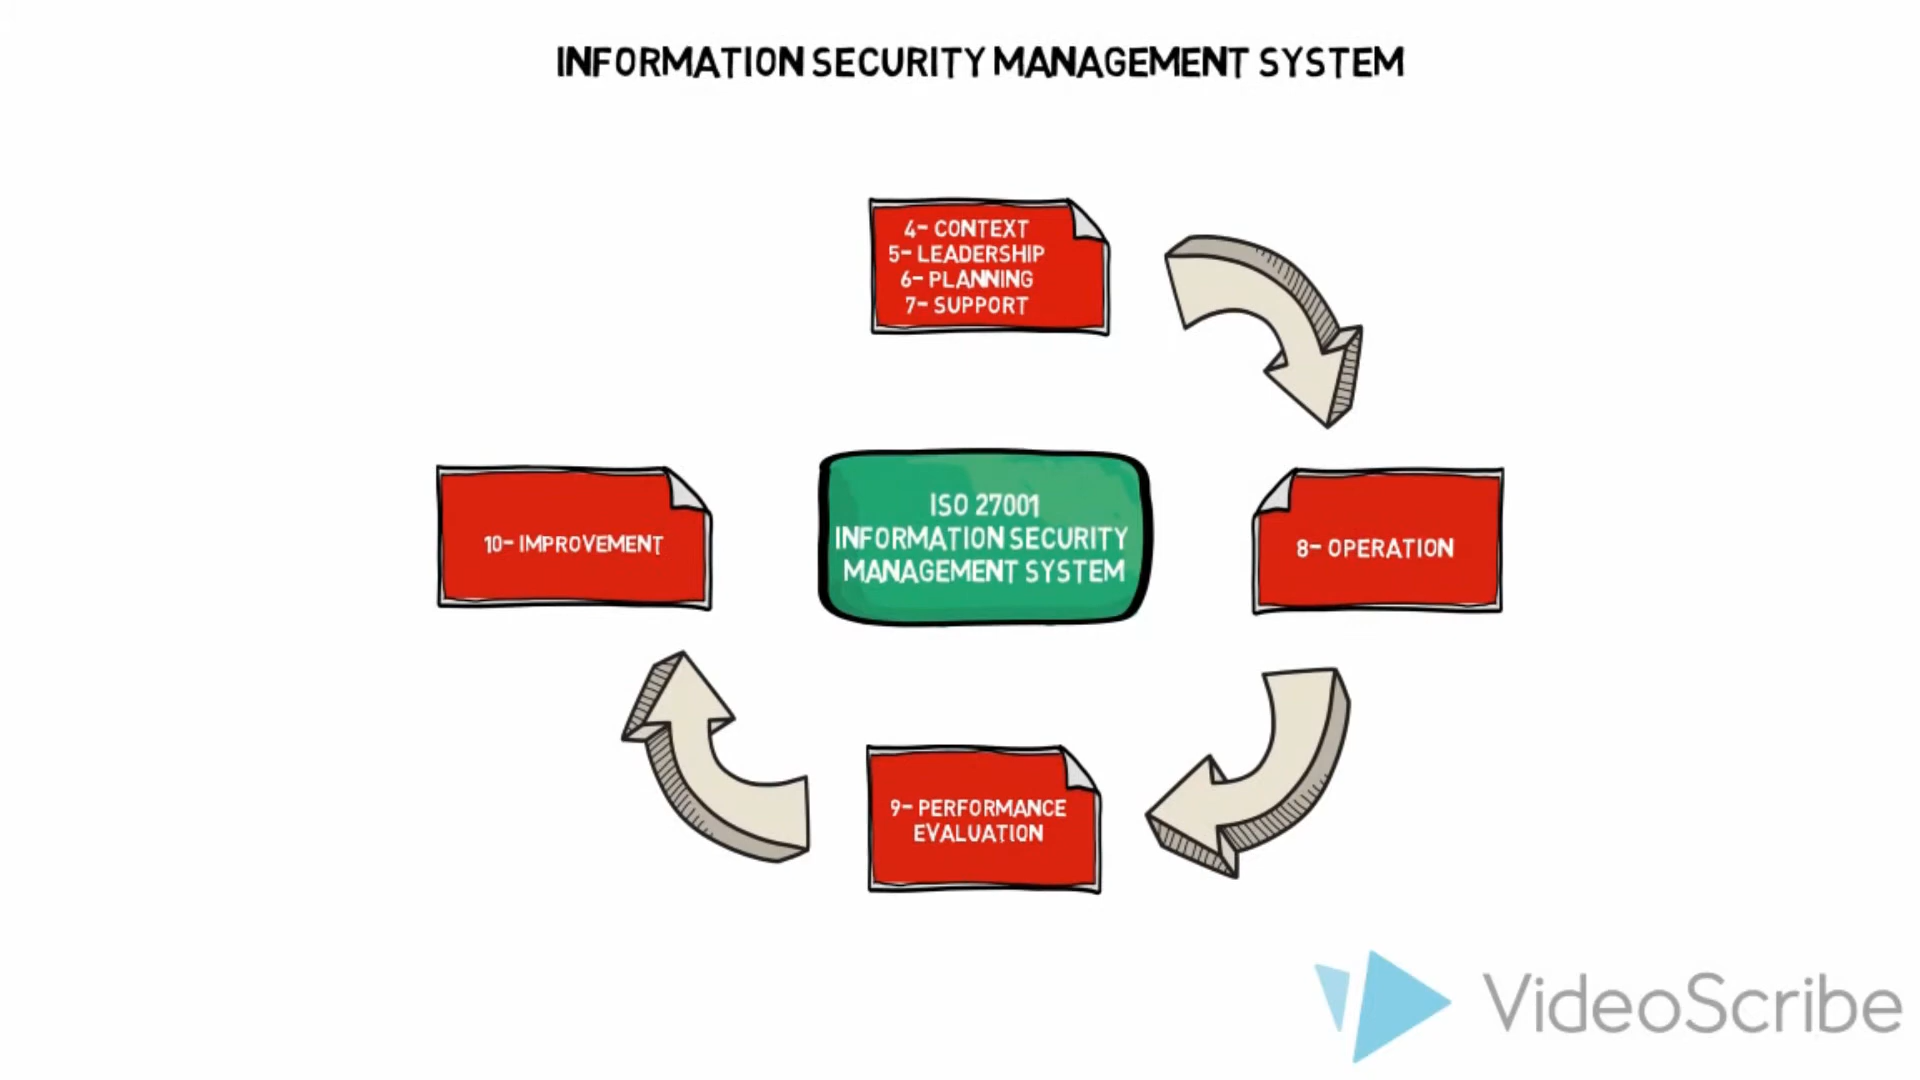 INFORMATION SECURITY MANAGEMENT SYSTEM
4- CONTEXT
5- LEADERSHIP
6- PLANNING
7- SUPPORT
10- IMPROVEMENT
ISO 27001
INFORMATION SECURITY
MANAGEMENT SYSTEM
8- OPERATION
9- PERFORMANCE
EVALUATION
VideoScribe